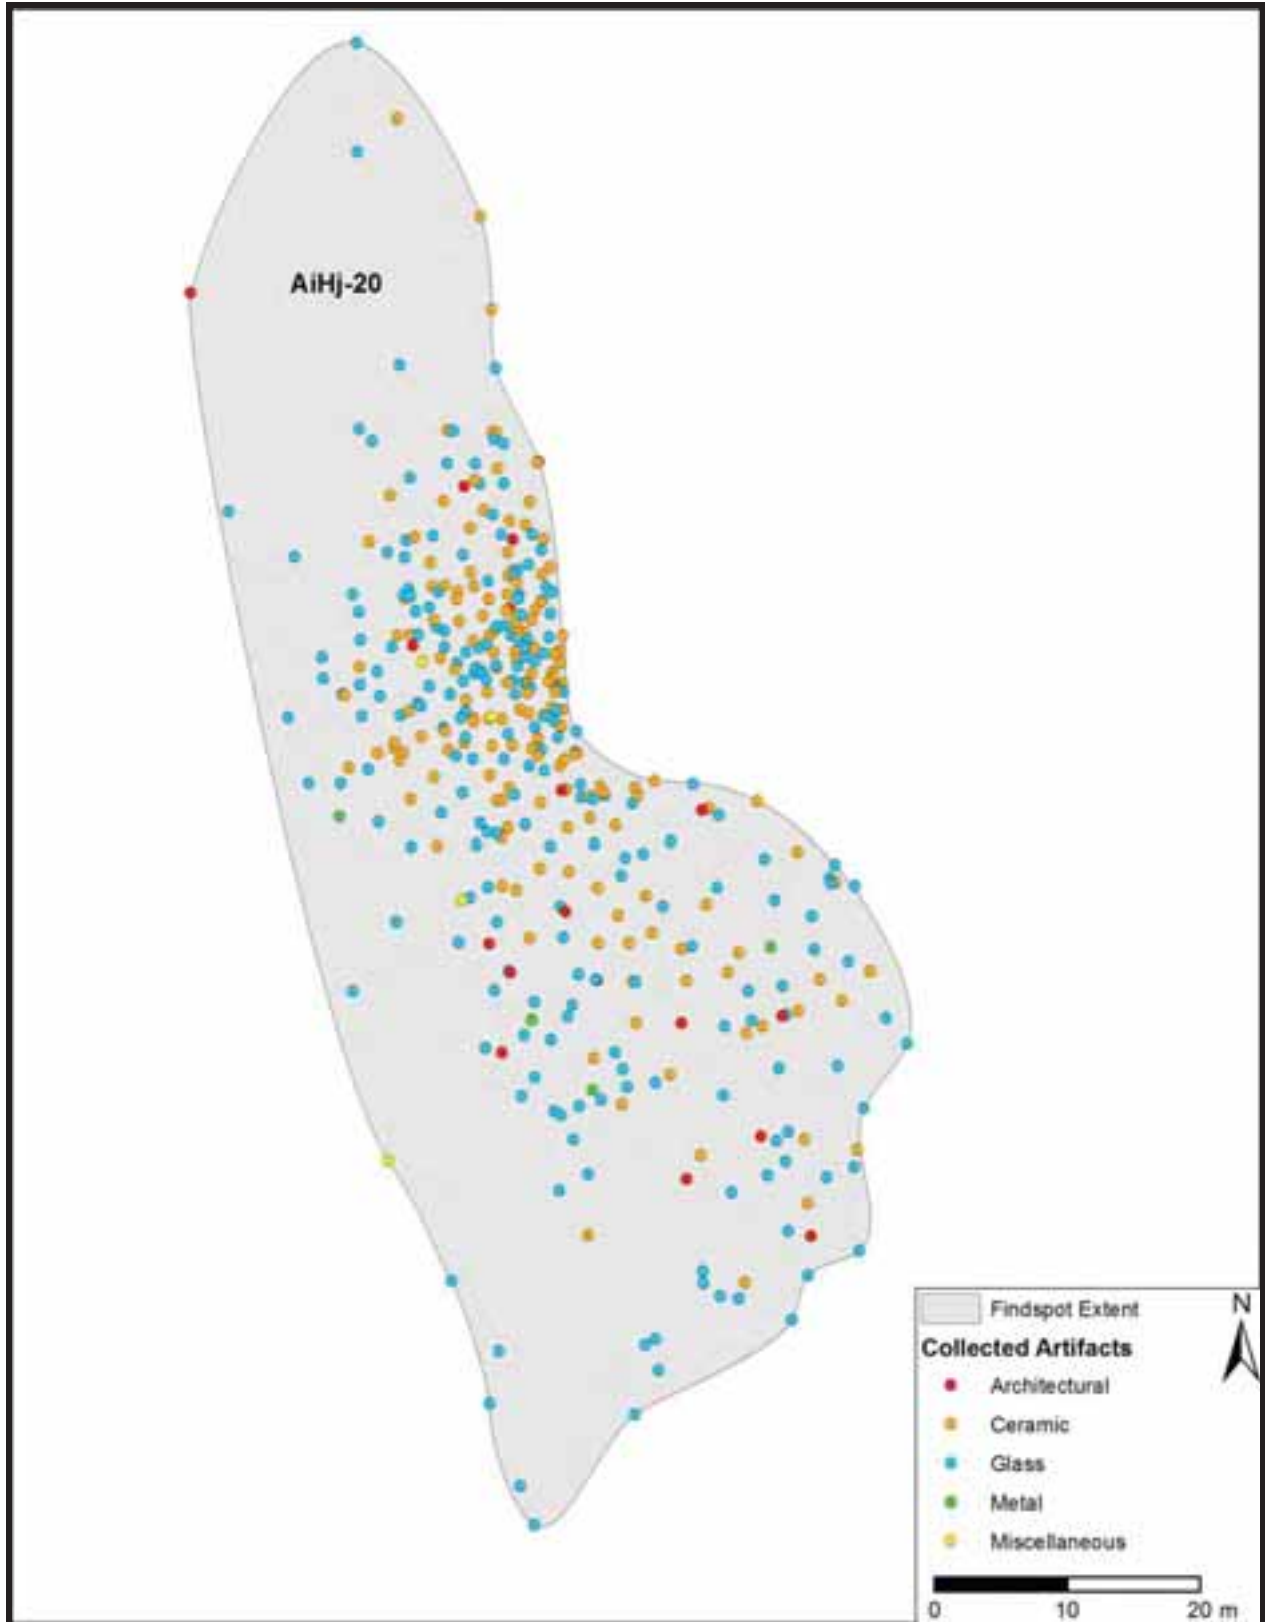 AiHj-20
N
Findspot Extent
Collected Artifacts
Architectural
Ceramic
Glass
Metal
Miscellaneous
0 10 20 m